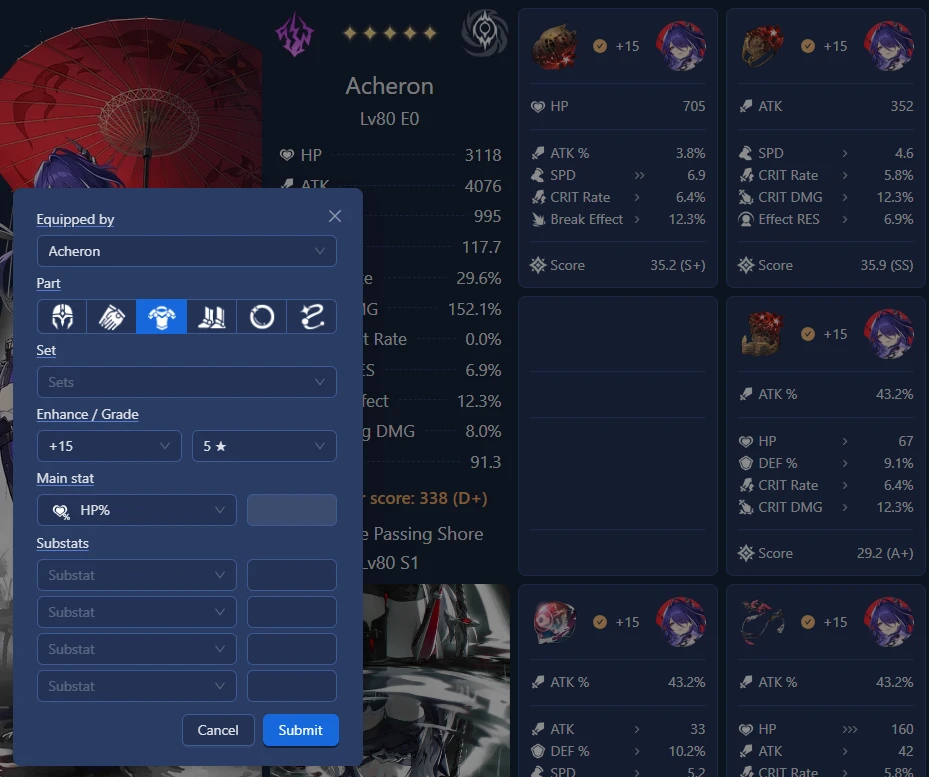 Acheron
Lv80 E0
HP 3118
ATK 4076
995
117.7
29.6%
152.1%
t Rate 0.0%
6.9%
12.3%
g DMG 8.0%
91.3
score: 338 (D+)
e Passing Shore
Lv80 S1
Equipped by
Acheron
Part
Set
Sets
Enhance / Grade
+15
5 ★
Main stat
HP%
Substats
Substat
Substat
Substat
Substat
Cancel
Submit
+15
HP 705
ATK % 3.8%
SPD >> 6.9
CRIT Rate > 6.4%
Break Effect > 12.3%
Score 35.2 (S+)
+15
ATK 352
SPD > 4.6
CRIT Rate > 5.8%
CRIT DMG > 12.3%
Effect RES > 6.9%
Score 35.9 (SS)
+15
ATK % 43.2%
HP > 67
DEF % > 9.1%
CRIT Rate > 6.4%
CRIT DMG > 12.3%
Score 29.2 (A+)
+15
ATK % 43.2%
ATK > 33
DEF % > 10.2%
SPD > 5.2
+15
ATK % 43.2%
HP >>> 160
ATK > 42
CRIT Rate > 5.8%